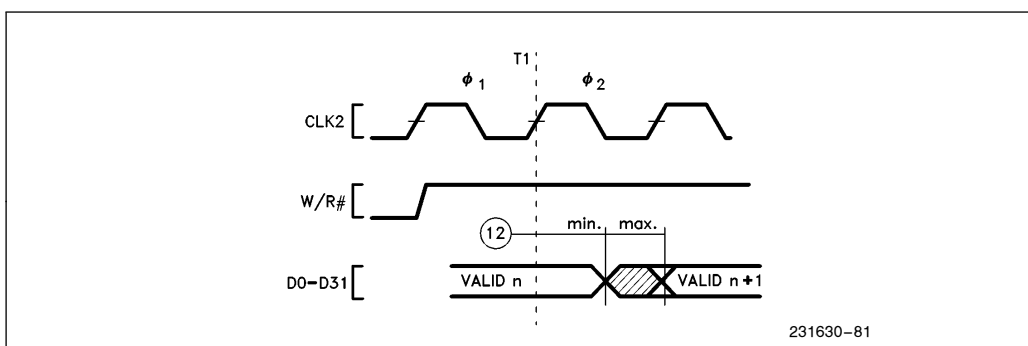 T1
ϕ1 ϕ2
CLK2
W/R#
12 min. max.
D0-D31 VALID n VALID n+1
231630-81